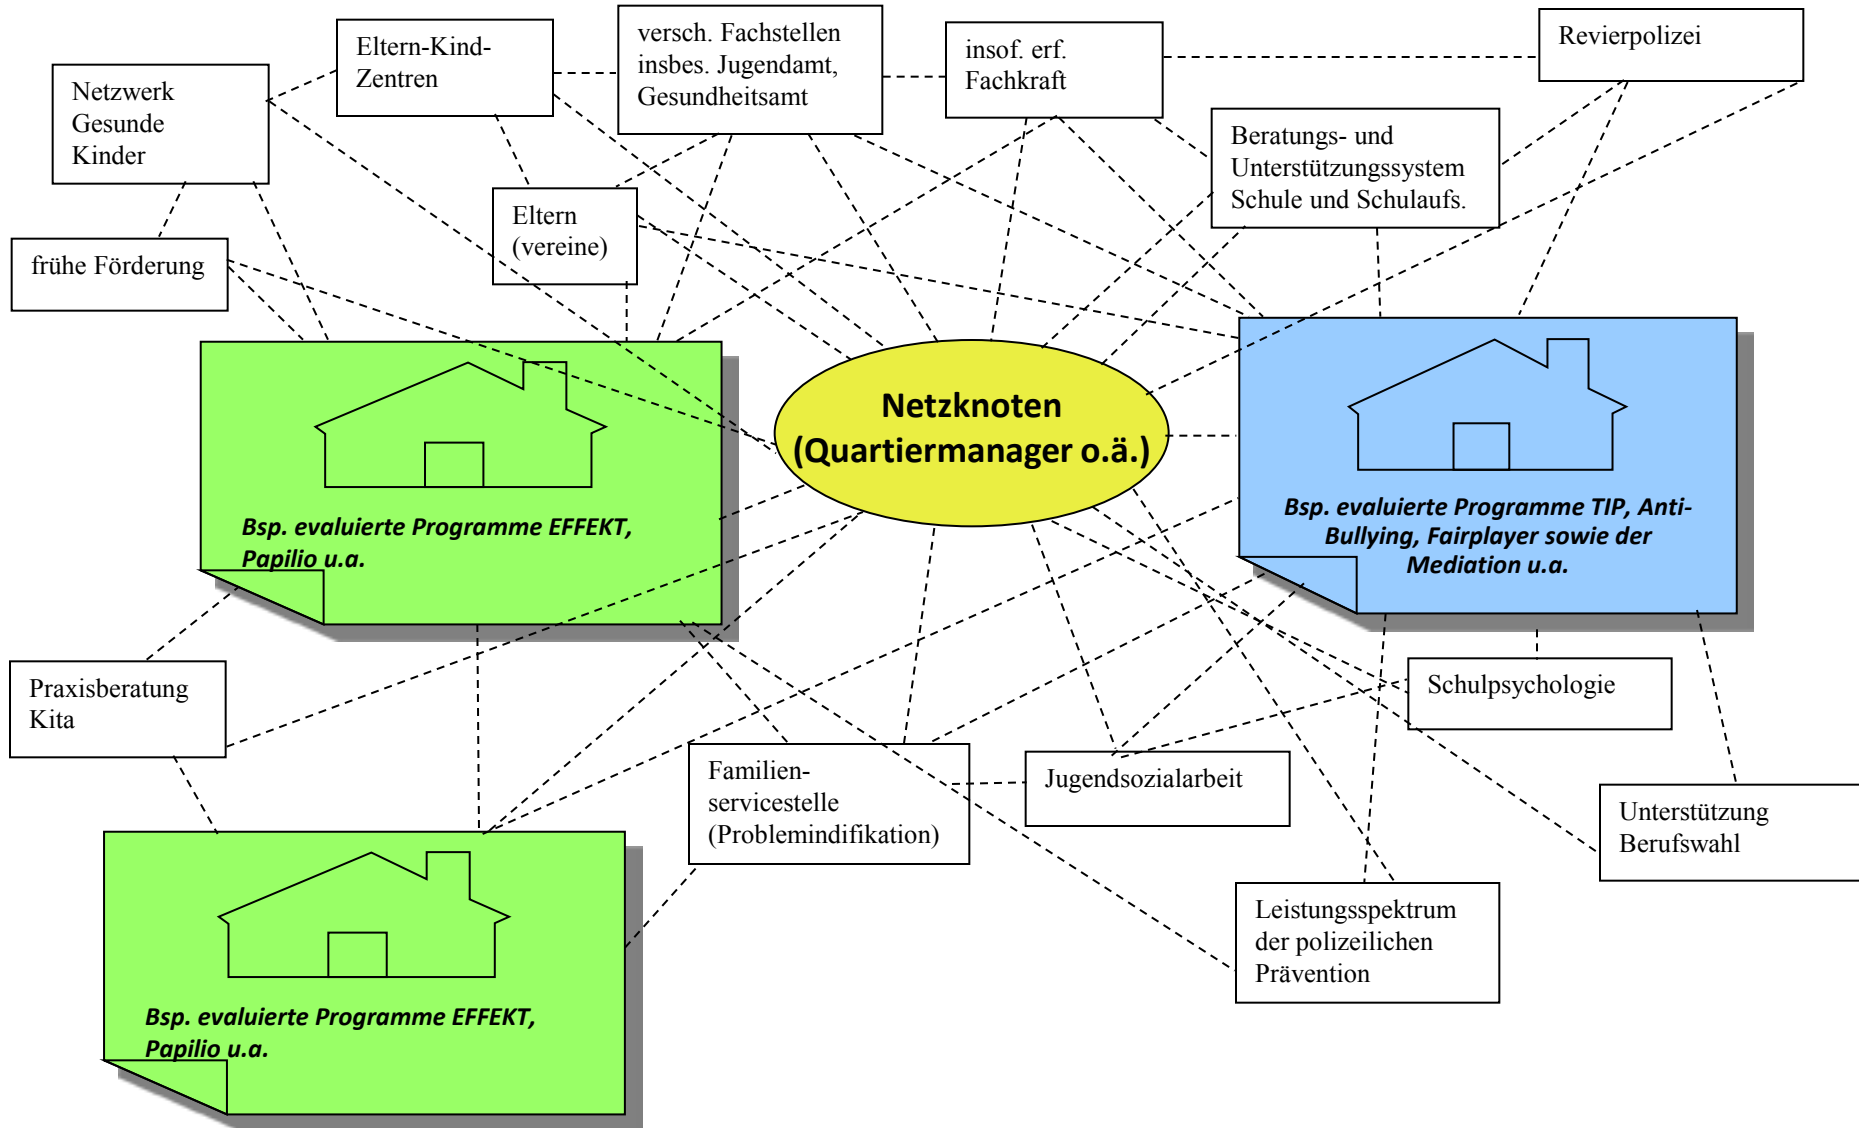 Eltern-Kind-
Zentren
versch. Fachstellen
insbes. Jugendamt,
Gesundheitsamt
insof. erf.
Fachkraft
Revierpolizei
Netzwerk
Gesunde
Kinder
Beratungs- und
Unterstützungssystem
Schule und Schulaufs.
Eltern
(vereine)
frühe Förderung
Netzknoten
(Quartiermanager o.ä.)
Bsp. evaluierte Programme EFFEKT,
Papilio u.a.
Bsp. evaluierte Programme TIP, Anti-
Bullying, Fairplayer sowie der
Mediation u.a.
Praxisberatung
Kita
Schulpsychologie
Familien-
servicestelle
(Problemindifikation)
Jugendsozialarbeit
Unterstützung
Berufswahl
Leistungsspektrum
der polizeilichen
Prävention
Bsp. evaluierte Programme EFFEKT,
Papilio u.a.